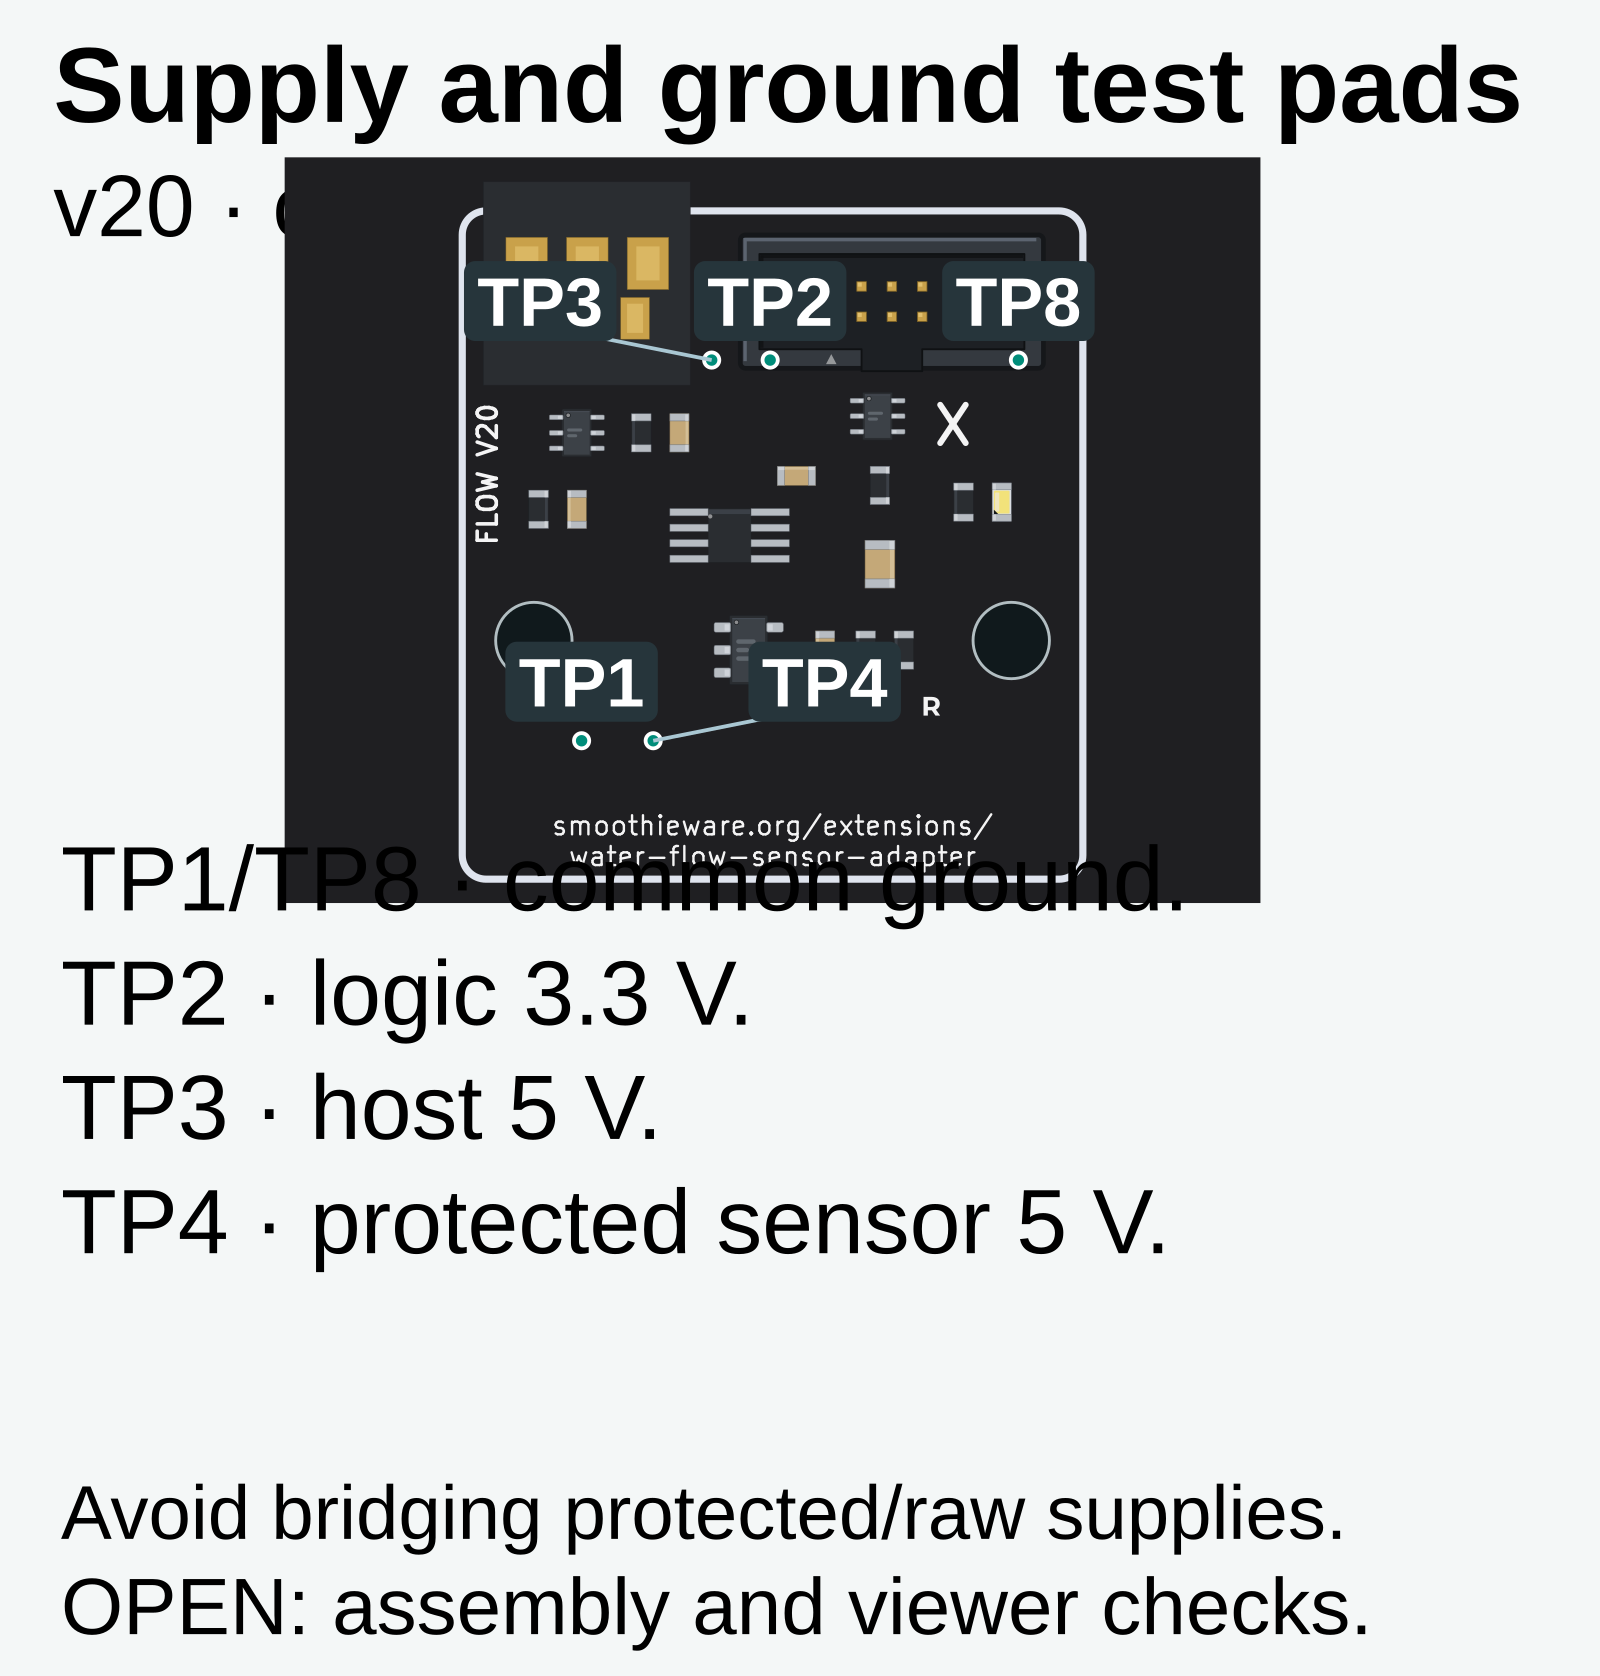 Supply and ground test pads
v20 ·
TP3 TP2 TP8
X
FLOW V20
TP1 TP4
R
smoothieware.org/extensions/
water-flow-sensor-adapter
TP1/TP8 · common ground.
TP2 · logic 3.3 V.
TP3 · host 5 V.
TP4 · protected sensor 5 V.
Avoid bridging protected/raw supplies.
OPEN: assembly and viewer checks.